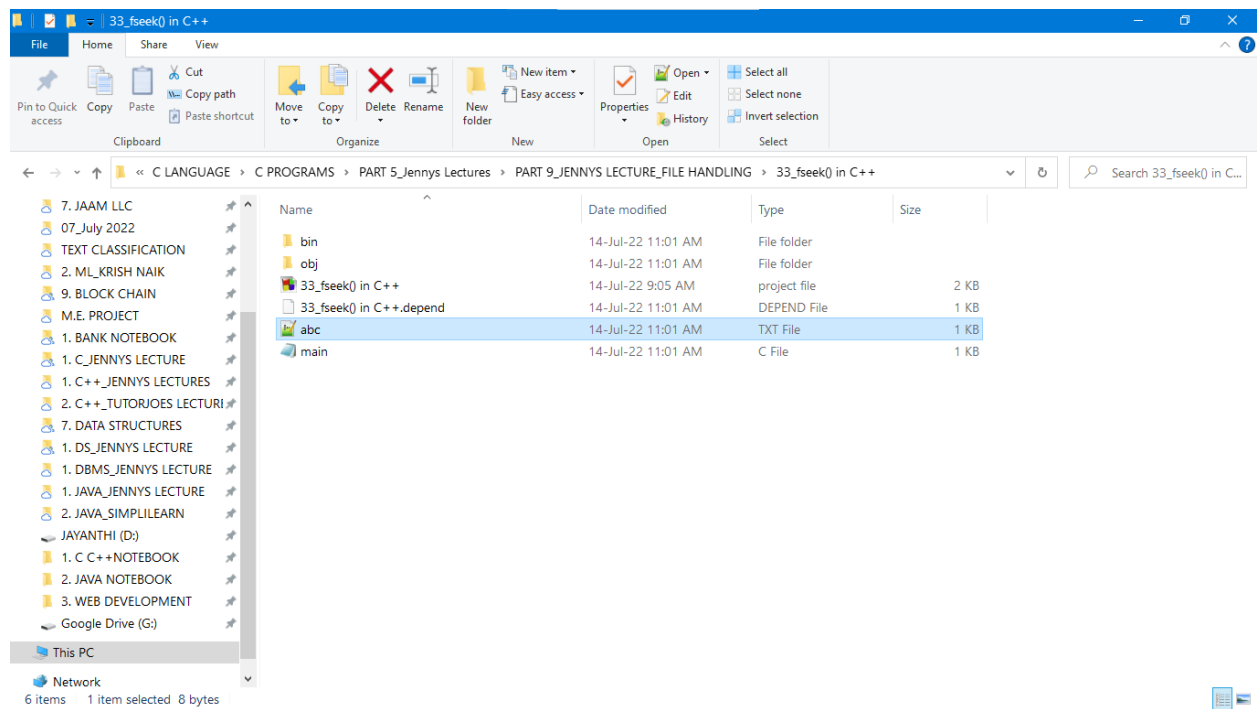 33_fseek() in C++
File Home Share View
Pin to Quick access
Copy
Paste
Cut
Copy path
Paste shortcut
Clipboard
Move to
Copy to
Delete
Rename
Organize
New folder
New item
Easy access
New
Properties
Open
Edit
History
Open
Select all
Select none
Invert selection
Select
« C LANGUAGE > C PROGRAMS > PART 5_Jennys Lectures > PART 9_JENNYS LECTURE_FILE HANDLING > 33_fseek() in C++
Search 33_fseek() in C...
7. JAAM LLC
07_July 2022
TEXT CLASSIFICATION
2. ML_KRISH NAIK
9. BLOCK CHAIN
M.E. PROJECT
1. BANK NOTEBOOK
1. C_JENNYS LECTURE
1. C++_JENNYS LECTURES
2. C++_TUTORJOES LECTURI
7. DATA STRUCTURES
1. DS_JENNYS LECTURE
1. DBMS_JENNYS LECTURE
1. JAVA_JENNYS LECTURE
2. JAVA_SIMPLILEARN
JAYANTHI (D:)
1. C C++NOTEBOOK
2. JAVA NOTEBOOK
3. WEB DEVELOPMENT
Google Drive (G:)
This PC
Network
Name Date modified Type Size
bin 14-Jul-22 11:01 AM File folder
obj 14-Jul-22 11:01 AM File folder
33_fseek() in C++ 14-Jul-22 9:05 AM project file 2 KB
33_fseek() in C++.depend 14-Jul-22 11:01 AM DEPEND File 1 KB
abc 14-Jul-22 11:01 AM TXT File 1 KB
main 14-Jul-22 11:01 AM C File 1 KB
6 items 1 item selected 8 bytes